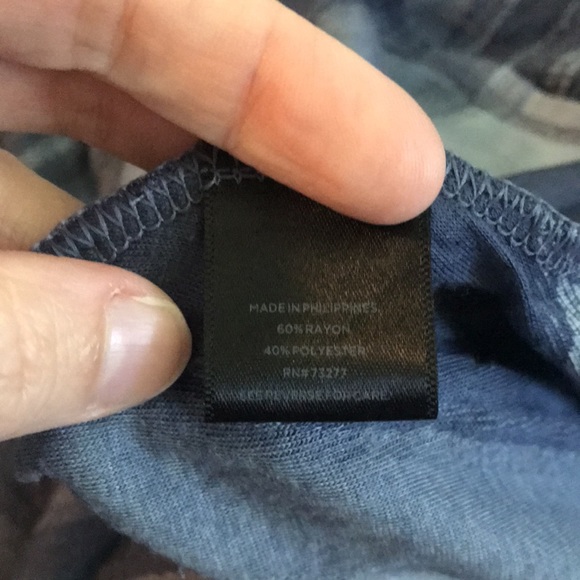 MADE IN PHILIPPINES,
60% RAYON
40% POLYESTER
RN# 73277
SEE REVERSE FOR CARE